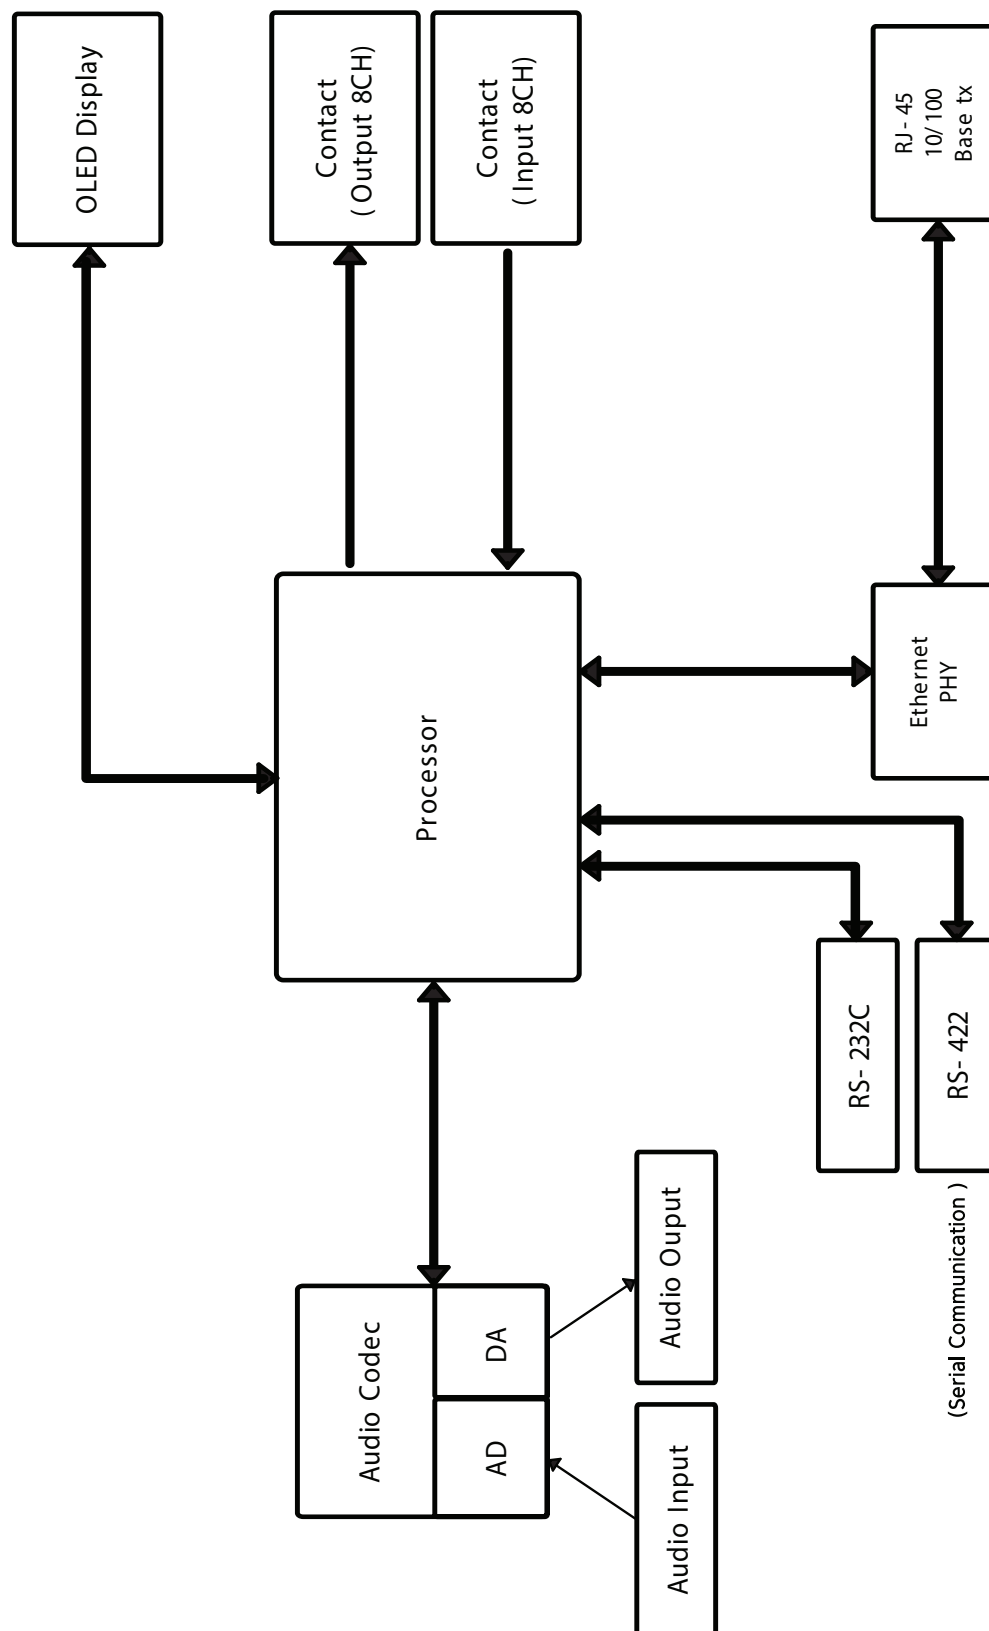 OLED Display
Contact
( Output 8CH)
Contact
( Input 8CH)
Audio Codec
AD
DA
Processor
Audio Input
Audio Ouput
RS- 232C
RS- 422
(Serial Communication )
Ethernet
PHY
RJ- 45
10/ 100
Base tx